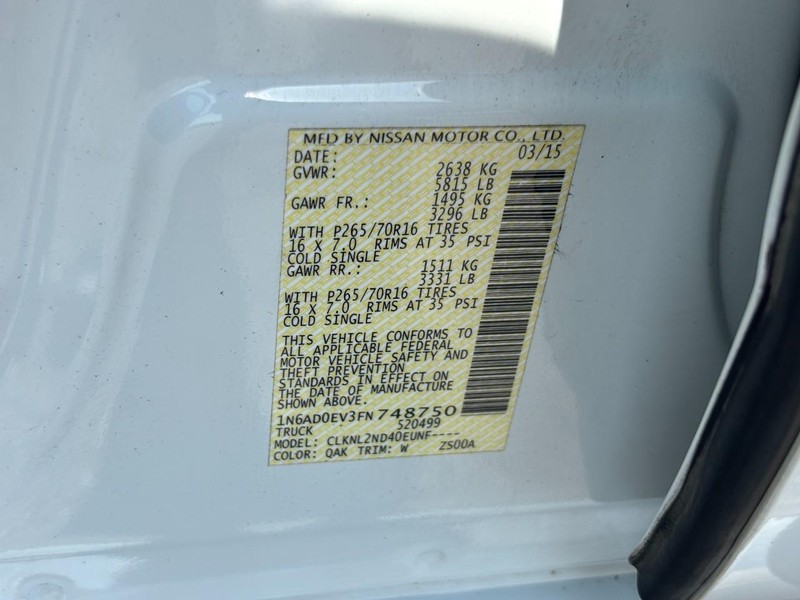 MFD BY NISSAN MOTOR CO., LTD.
DATE: 03/15
GVWR: 2638 KG
5815 LB
GAWR FR.: 1495 KG
3296 LB
WITH P265/70R16 TIRES
16 X 7.0 RIMS AT 35 PSI
COLD SINGLE
GAWR RR.: 1511 KG
3331 LB
WITH P265/70R16 TIRES
16 X 7.0 RIMS AT 35 PSI
COLD SINGLE
THIS VEHICLE CONFORMS TO
ALL APPLICABLE FEDERAL
MOTOR VEHICLE SAFETY AND
THEFT PREVENTION
STANDARDS IN EFFECT ON
THE DATE OF MANUFACTURE
SHOWN ABOVE.
1N6AD0EV3FN 748750
TRUCK 520499
MODEL: CLKNL2ND40EUNF----
COLOR: QAK TRIM: W ZS00A